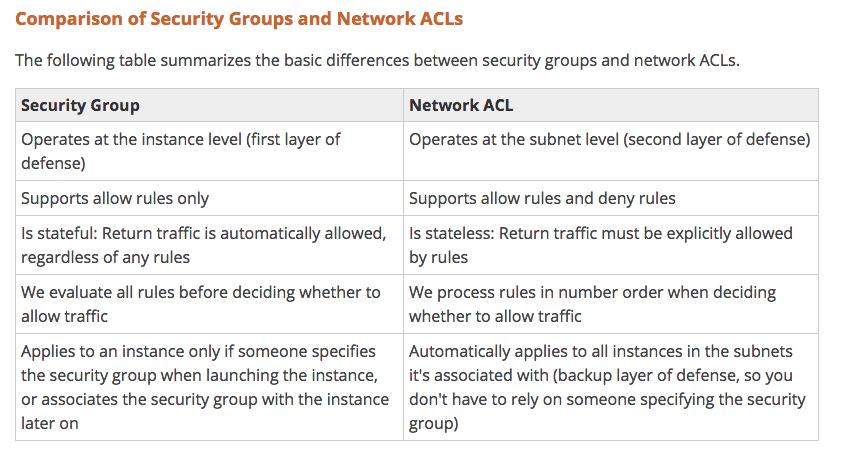 Comparison of Security Groups and Network ACLs
The following table summarizes the basic differences between security groups and network ACLs.
Security Group
Network ACL
Operates at the instance level (first layer of
defense)
Operates at the subnet level (second layer of defense)
Supports allow rules only
Supports allow rules and deny rules
Is stateful: Return traffic is automatically allowed,
regardless of any rules
Is stateless: Return traffic must be explicitly allowed
by rules
We evaluate all rules before deciding whether to
allow traffic
We process rules in number order when deciding
whether to allow traffic
Applies to an instance only if someone specifies
the security group when launching the instance,
or associates the security group with the instance
later on
Automatically applies to all instances in the subnets
it's associated with (backup layer of defense, so you
don't have to rely on someone specifying the security
group)